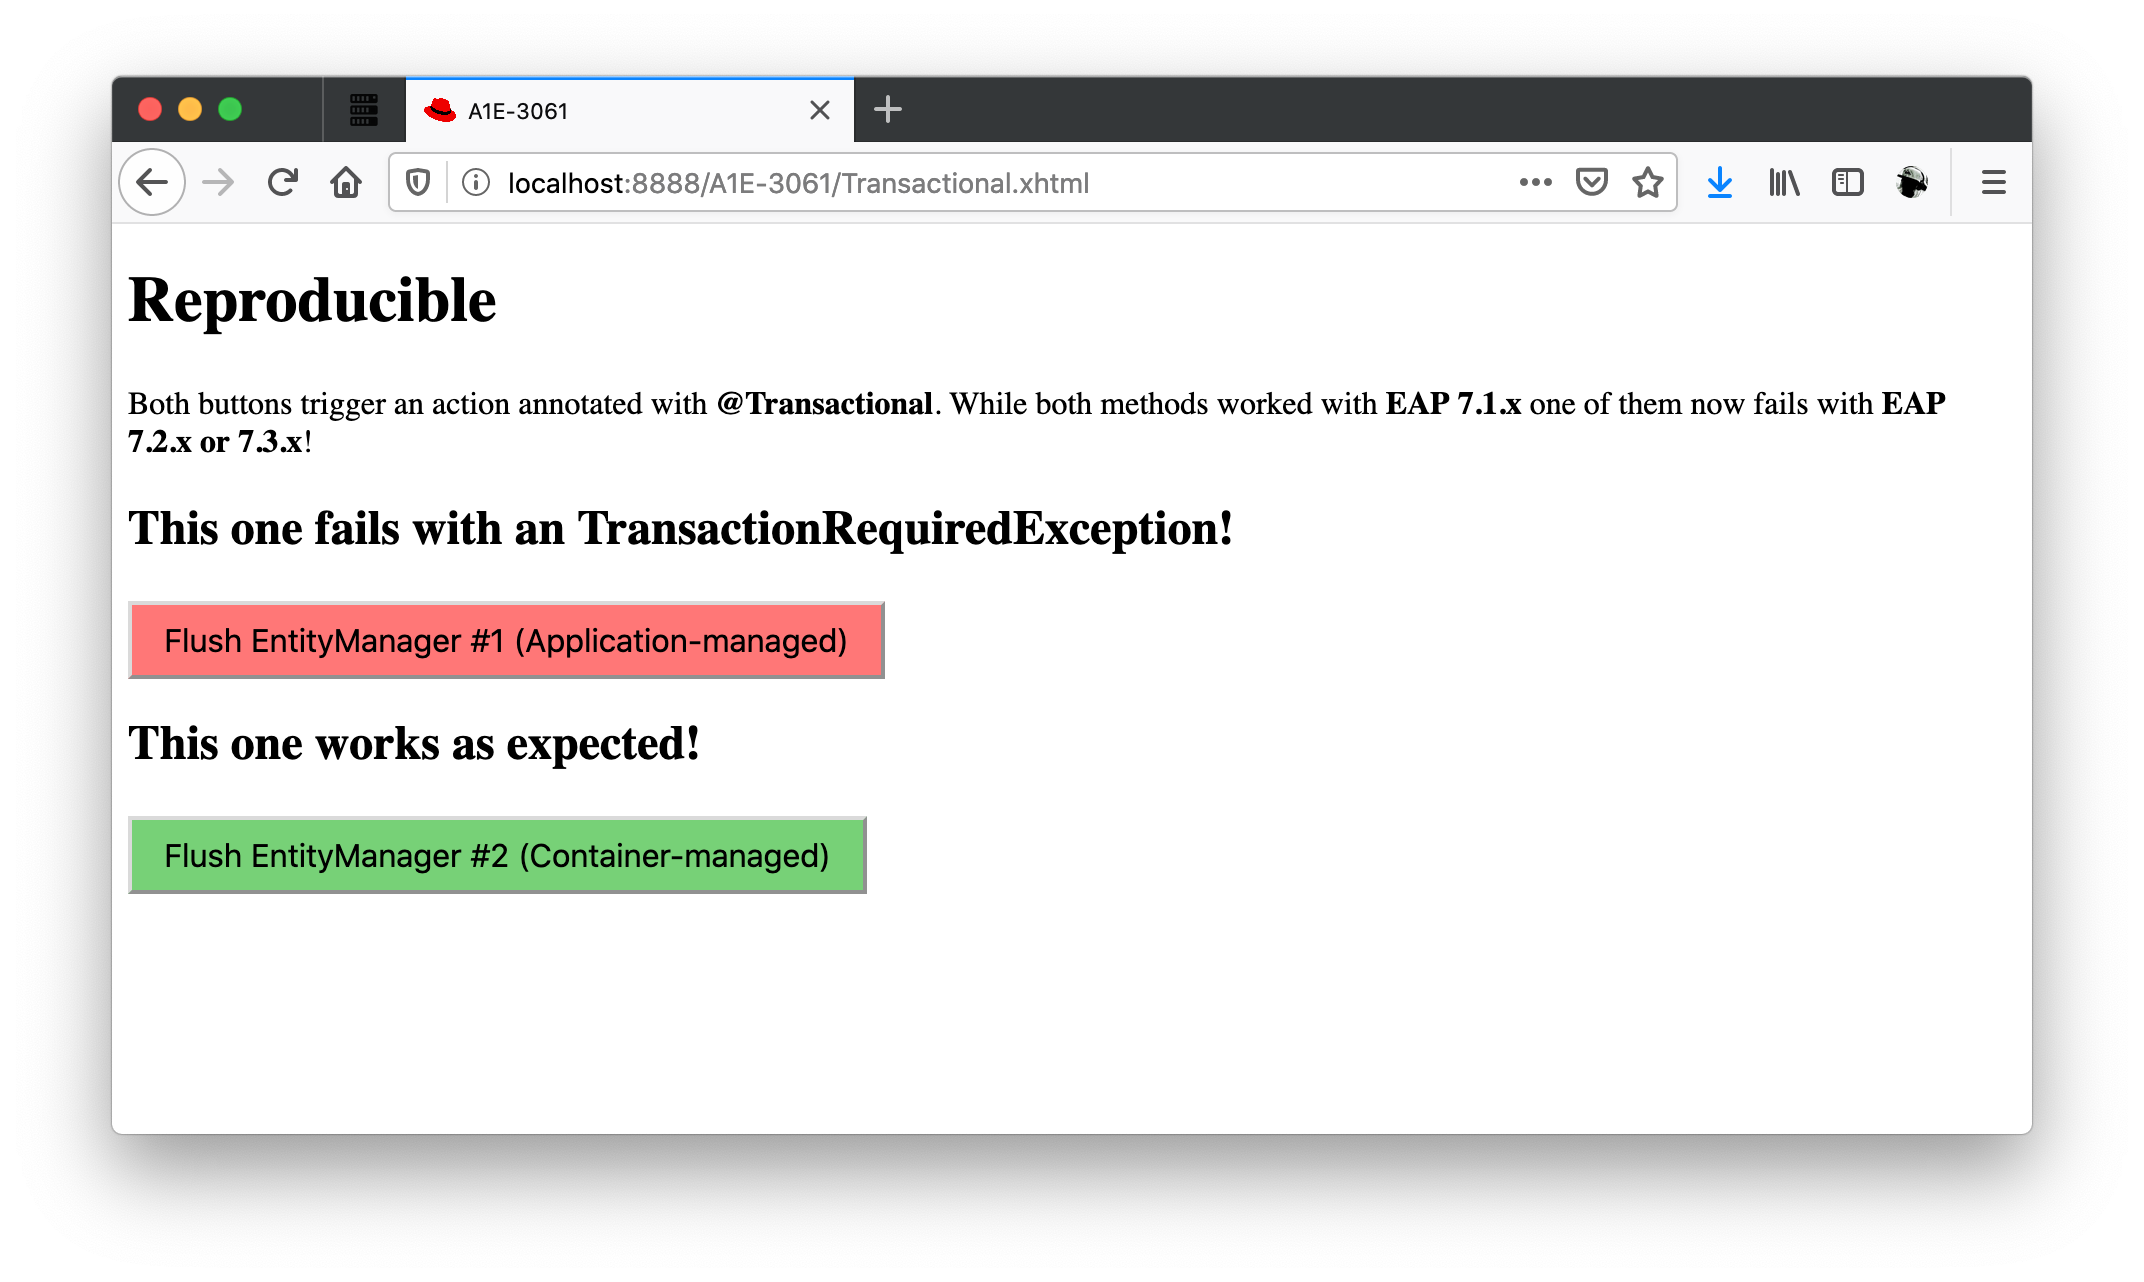 A1E-3061
localhost:8888/A1E-3061/Transactional.xhtml
Reproducible
Both buttons trigger an action annotated with @Transactional. While both methods worked with EAP 7.1.x one of them now fails with EAP
7.2.x or 7.3.x!
This one fails with an TransactionRequiredException!
Flush EntityManager #1 (Application-managed)
This one works as expected!
Flush EntityManager #2 (Container-managed)